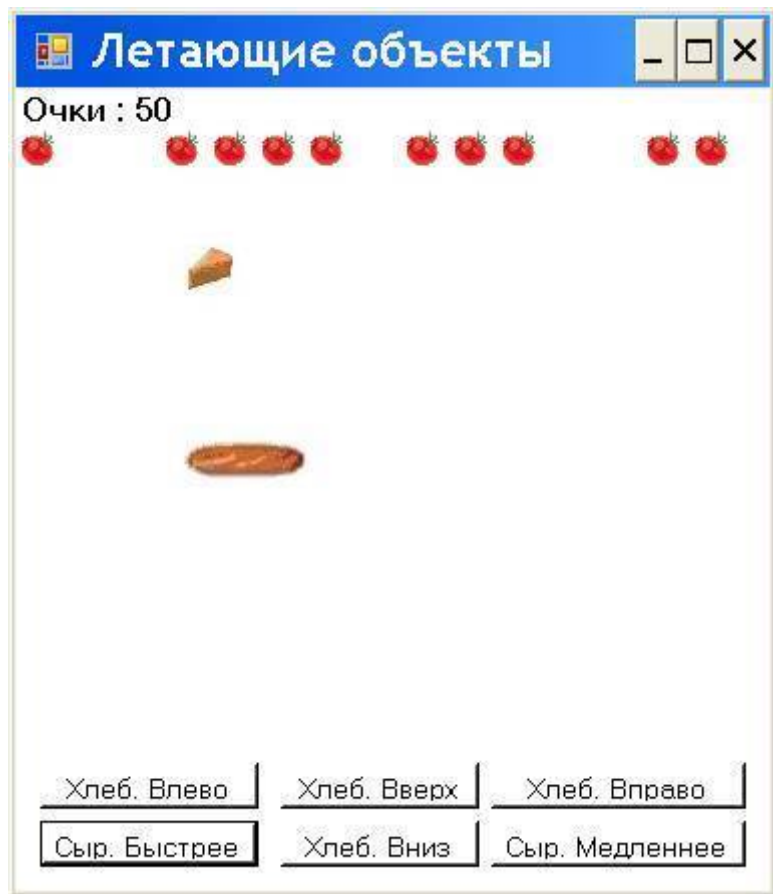 Летающие объекты
Очки : 50
Хлеб. Влево Хлеб. Вверх Хлеб. Вправо
Сыр. Быстрее Хлеб. Вниз Сыр. Медленнее